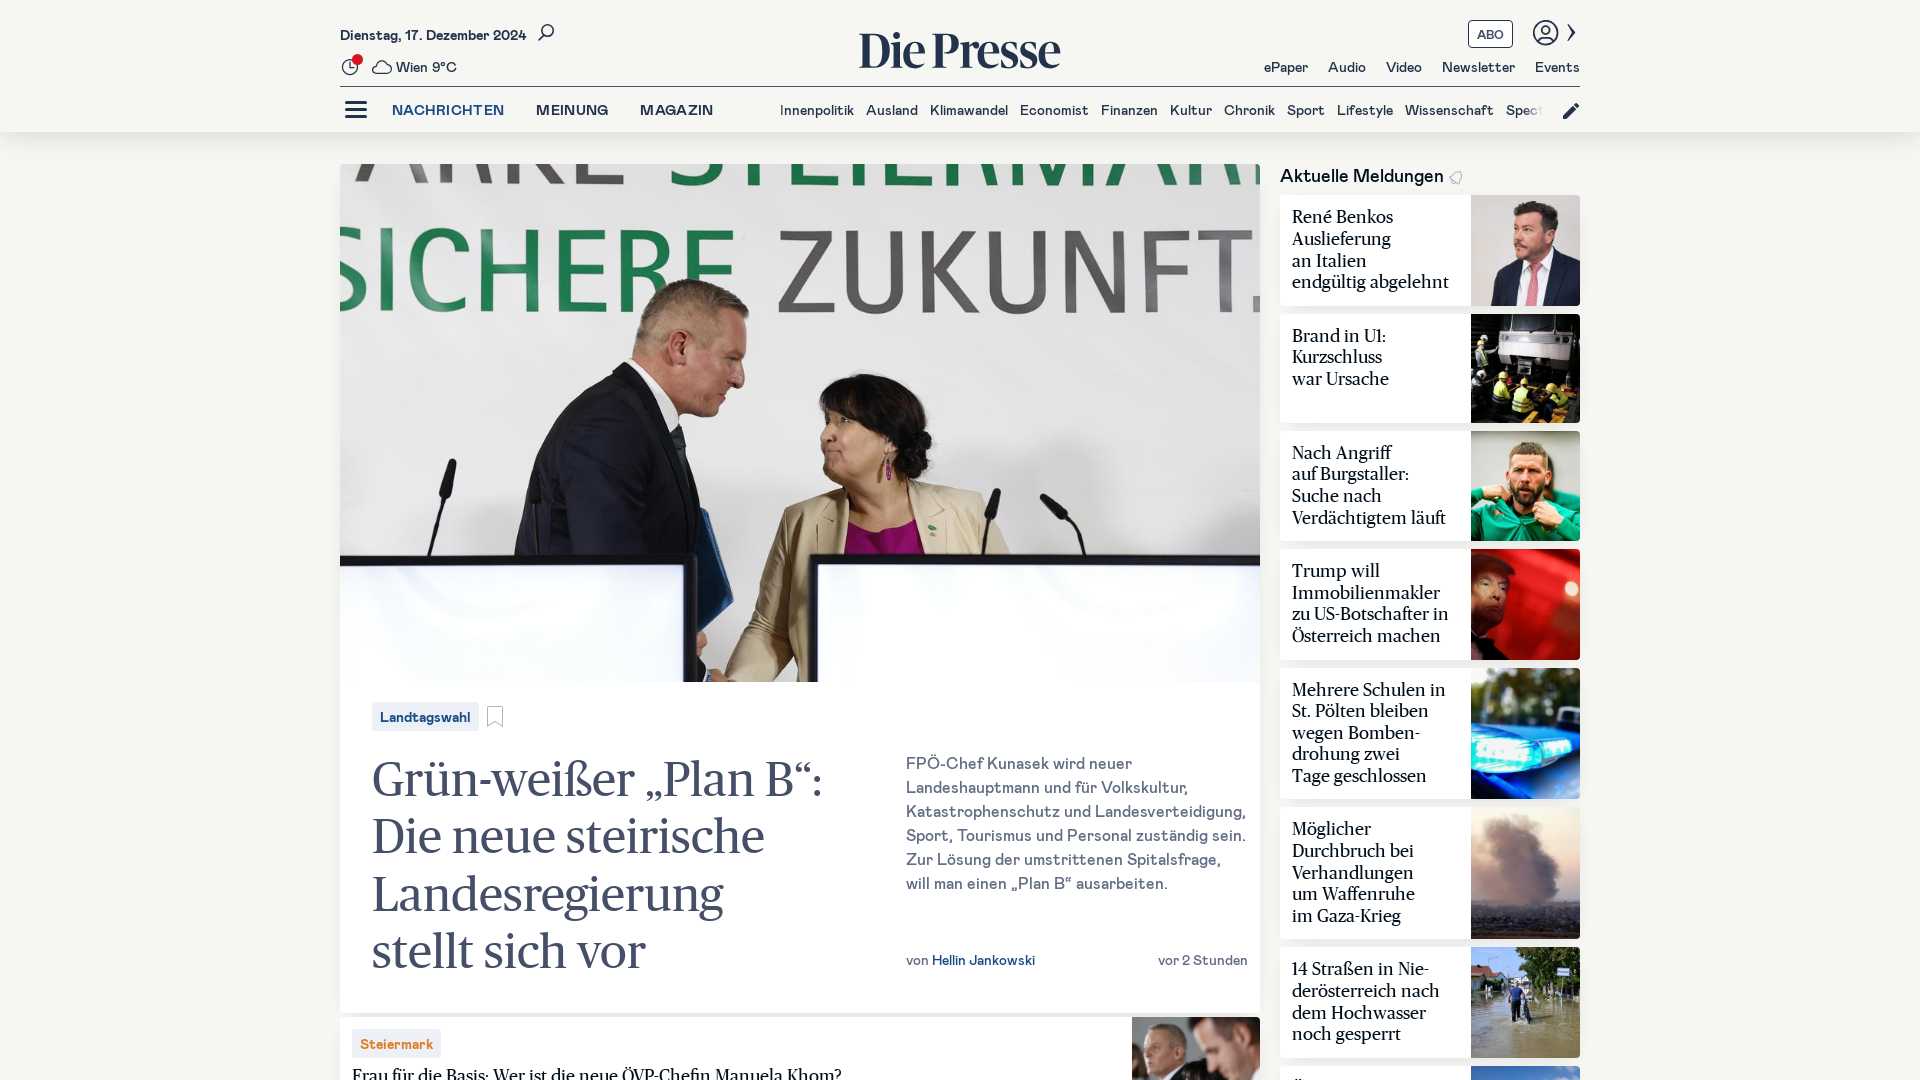 Dienstag, 17. Dezember 2024
Wien 9°C
Die Presse
ABO
ePaper Audio Video Newsletter Events
NACHRICHTEN MEINUNG MAGAZIN
Innenpolitik Ausland Klimawandel Economist Finanzen Kultur Chronik Sport Lifestyle Wissenschaft
SICHERE ZUKUNFT.
Landtagswahl
Grün-weißer „Plan B“:
Die neue steirische
Landesregierung
stellt sich vor
FPÖ-Chef Kunasek wird neuer
Landeshauptmann und für Volkskultur,
Katastrophenschutz und Landesverteidigung,
Sport, Tourismus und Personal zuständig sein.
Zur Lösung der umstrittenen Spitalsfrage,
will man einen „Plan B“ ausarbeiten.
von Hellin Jankowski
vor 2 Stunden
Steiermark
Frau für die Basis: Wer ist die neue ÖVP-Chefin Manuela Khom?
Aktuelle Meldungen
René Benkos
Auslieferung
an Italien
endgültig abgelehnt
Brand in U1:
Kurzschluss
war Ursache
Nach Angriff
auf Burgstaller:
Suche nach
Verdächtigtem läuft
Trump will
Immobilienmakler
zu US-Botschafter in
Österreich machen
Mehrere Schulen in
St. Pölten bleiben
wegen Bomben-
drohung zwei
Tage geschlossen
Möglicher
Durchbruch bei
Verhandlungen
um Waffenruhe
im Gaza-Krieg
14 Straßen in Nie-
derösterreich nach
dem Hochwasser
noch gesperrt